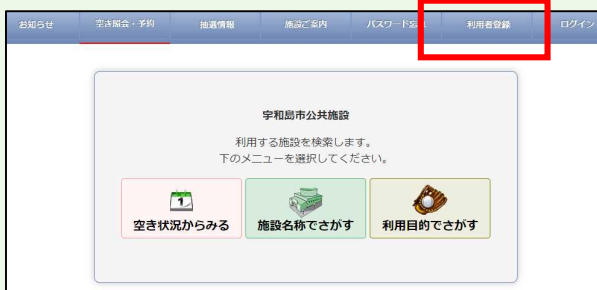 お知らせ
空き照会・予約
抽選情報
施設ご案内
パスワード忘れ
利用者登録
ログイン
宇和島市公共施設
利用する施設を検索します。
下のメニューを選択してください。
1
空き状況からみる
施設名称でさがす
利用目的でさがす